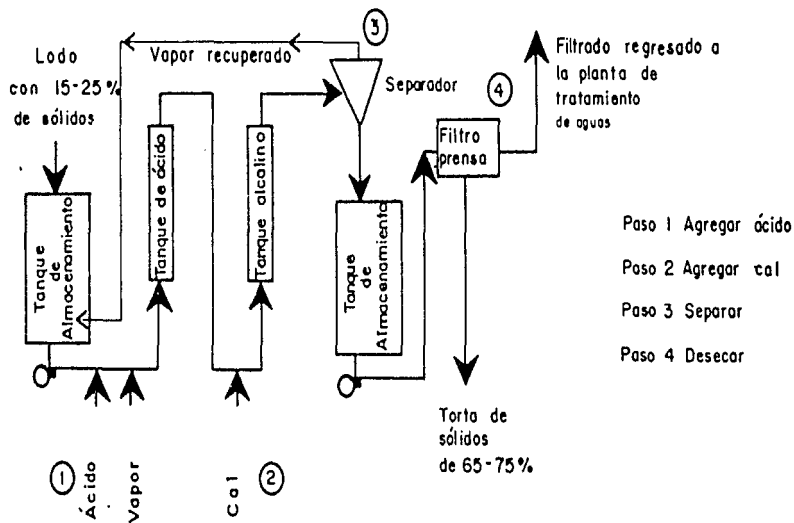 Lodo
con 15-25%
de sólidos
Vapor recuperado
3
Separador
4
Filtrado regresado a
la planta de
tratamiento
de aguas
Filtro
prensa
Tanque
de
Almacenamiento
Tanque de ácido
Tanque alcalino
Tanque
de
Almacenamiento
Paso 1 Agregar ácido
Paso 2 Agregar cal
Paso 3 Separar
Paso 4 Desecar
Torta de
sólidos
de 65-75%
1
Ácido
Vapor
Cal
2